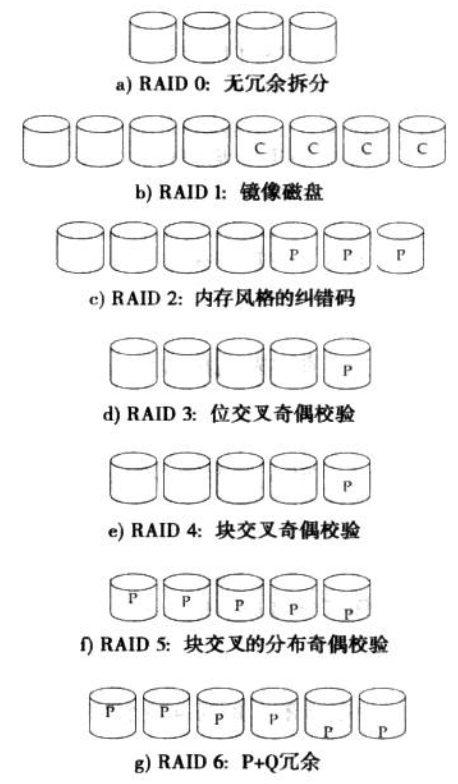 a) RAID 0: 无冗余拆分
C C C C
b) RAID 1: 镜像磁盘
P P P
c) RAID 2: 内存风格的纠错码
P
d) RAID 3: 位交叉奇偶校验
P
e) RAID 4: 块交叉奇偶校验
P P P P P
f) RAID 5: 块交叉的分布奇偶校验
P P P P P P
g) RAID 6: P+Q冗余